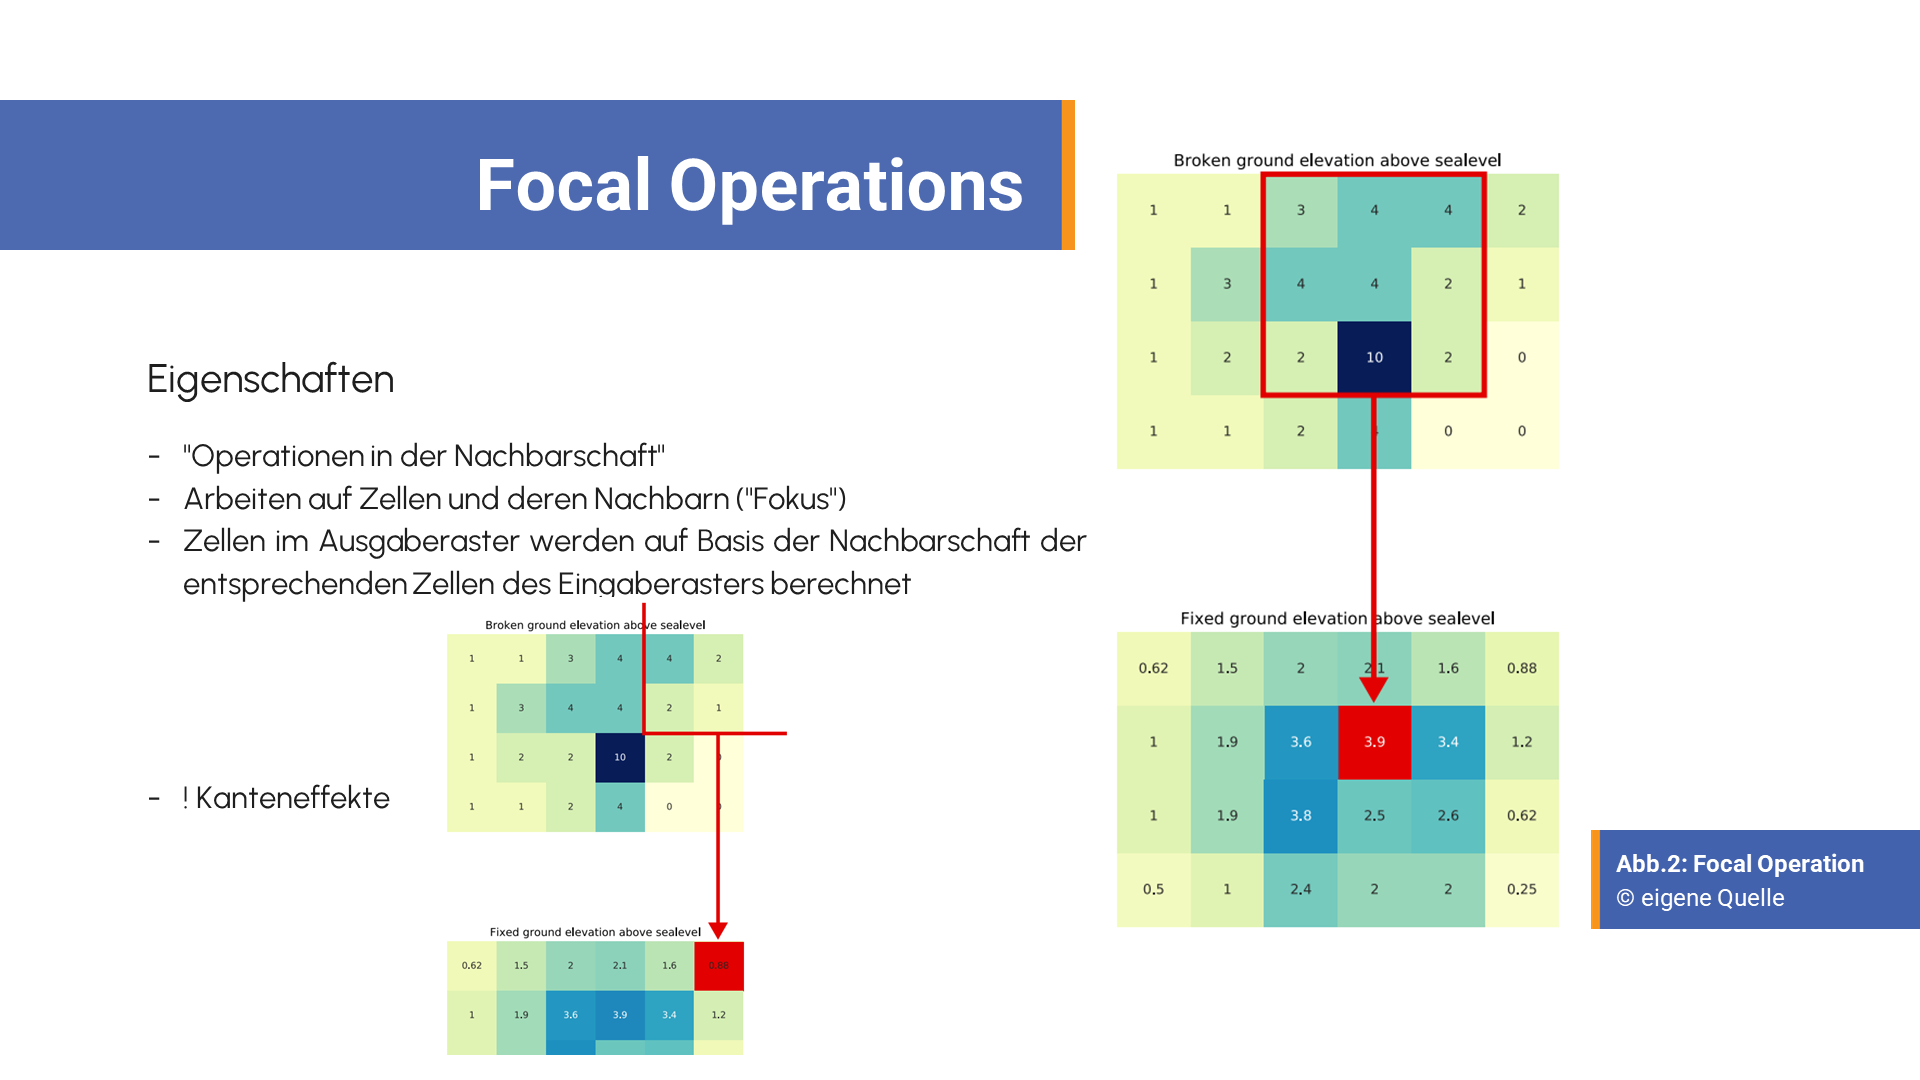 Focal Operations
Eigenschaften
- "Operationen in der Nachbarschaft"
- Arbeiten auf Zellen und deren Nachbarn ("Fokus")
- Zellen im Ausgaberaster werden auf Basis der Nachbarschaft der
entsprechenden Zellen des Eingaberasters berechnet
- ! Kanteneffekte
Broken ground elevation above sealevel
1 1 3 4 4 2
1 3 4 4 2 1
1 2 2 10 2
1 1 2 4 0
Fixed ground elevation above sealevel
0.62 1.5 2 2.1 1.6 0.88
1 1.9 3.6 3.9 3.4 1.2
Broken ground elevation above sealevel
1 1 3 4 4 2
1 3 4 4 2 1
1 2 2 10 2 0
1 1 2 0 0
Fixed ground elevation above sealevel
0.62 1.5 2 2.1 1.6 0.88
1 1.9 3.6 3.9 3.4 1.2
1 1.9 3.8 2.5 2.6 0.62
0.5 1 2.4 2 2 0.25
Abb.2: Focal Operation
© eigene Quelle